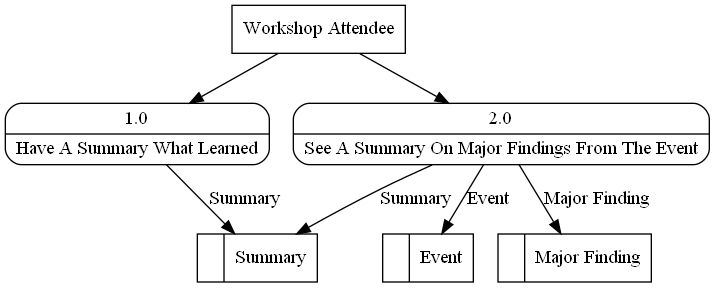 Workshop Attendee
1.0
Have A Summary What Learned
2.0
See A Summary On Major Findings From The Event
Summary
Summary
Event
Major Finding
Summary
Event
Major Finding